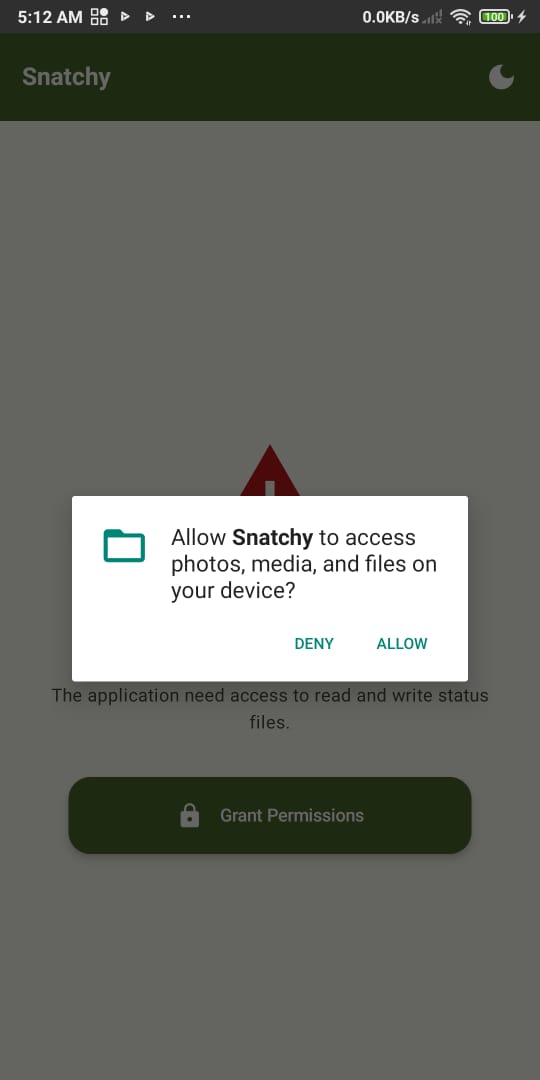 5:12 AM ... 0.0KB/s 100
Snatchy
Allow Snatchy to access
photos, media, and files on
your device?
DENY ALLOW
The application need access to read and write status
files.
Grant Permissions